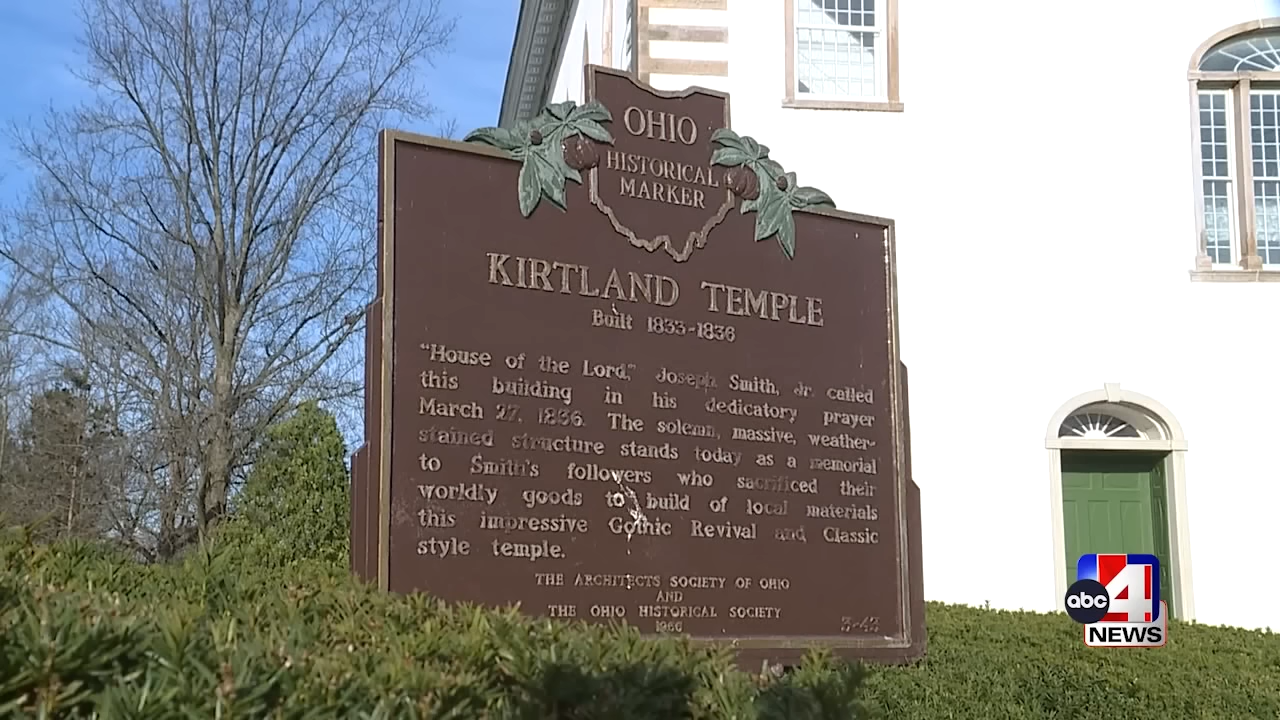 OHIO
HISTORICAL
MARKER
KIRTLAND TEMPLE
Built 1833-1836
"House of the Lord," Joseph Smith, Jr. called
this building in his dedicatory prayer
March 27, 1836. The solemn, massive, weather-
stained structure stands today as a memorial
to Smith's followers who sacrificed their
worldly goods to build of local materials
this impressive Gothic Revival and Classic
style temple.
THE ARCHITECTS SOCIETY OF OHIO
AND
THE OHIO HISTORICAL SOCIETY
1966
3-43
abc 4
NEWS